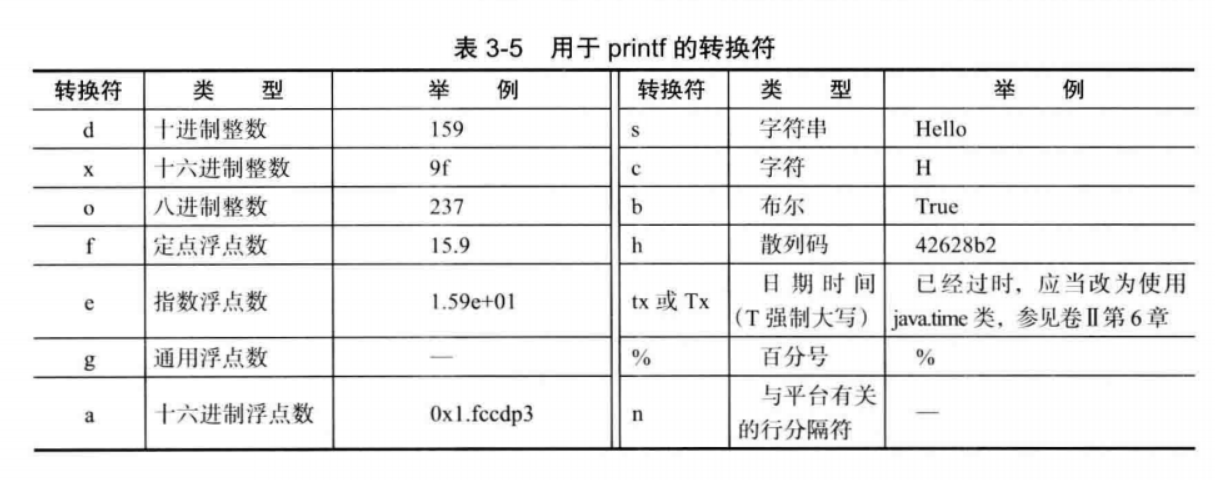 表 3-5 用于 printf 的转换符
转换符 类 型 举 例 转换符 类 型 举 例
d 十进制整数 159 s 字符串 Hello
x 十六进制整数 9f c 字符 H
o 八进制整数 237 b 布尔 True
f 定点浮点数 15.9 h 散列码 42628b2
e 指数浮点数 1.59e+01 tx 或 Tx 日期时间
(T 强制大写) 已经过时，应当改为使用
java.time 类，参见卷Ⅱ第 6 章
g 通用浮点数 — % 百分号 %
a 十六进制浮点数 0x1.fccdp3 n 与平台有关
的行分隔符 —